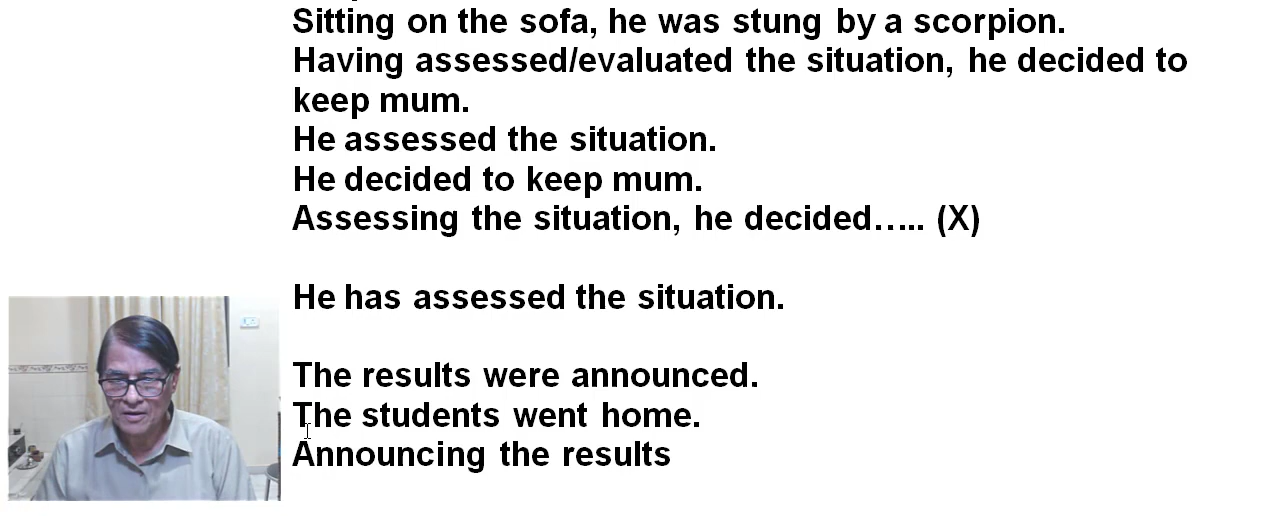 Sitting on the sofa, he was stung by a scorpion.
Having assessed/evaluated the situation, he decided to
keep mum.
He assessed the situation.
He decided to keep mum.
Assessing the situation, he decided….. (X)
He has assessed the situation.
The results were announced.
The students went home.
Announcing the results